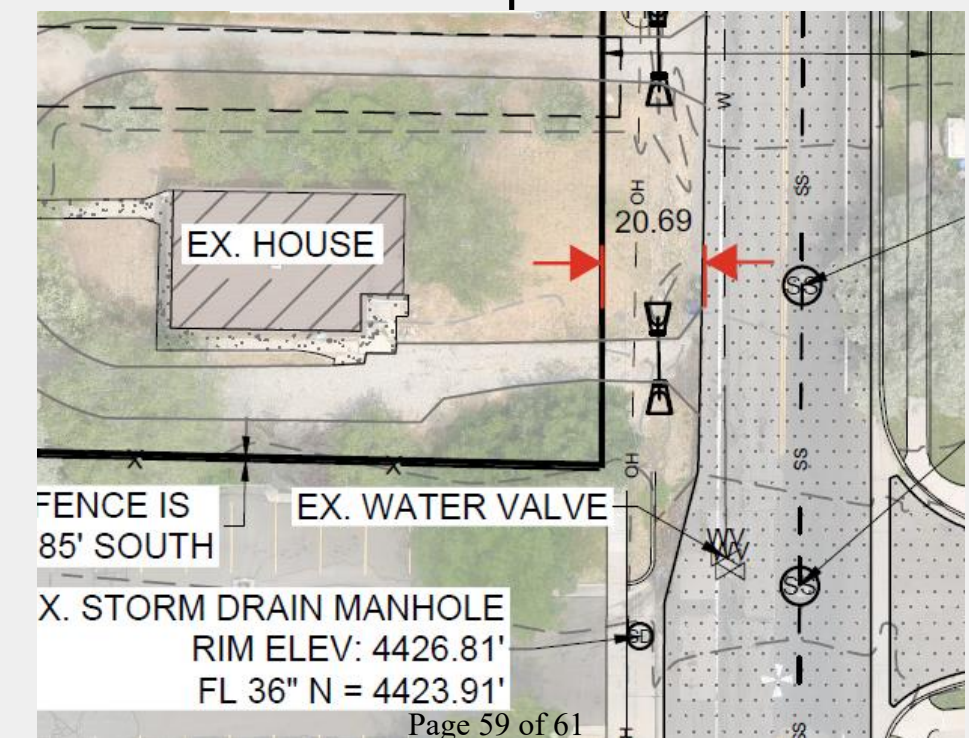 W
SS
OH
20.69
EX. HOUSE
SS
SS
OH
FENCE IS
85' SOUTH
EX. WATER VALVE
WV
SS
X. STORM DRAIN MANHOLE
RIM ELEV: 4426.81'
FL 36" N = 4423.91'
SD
SS
Page 59 of 61